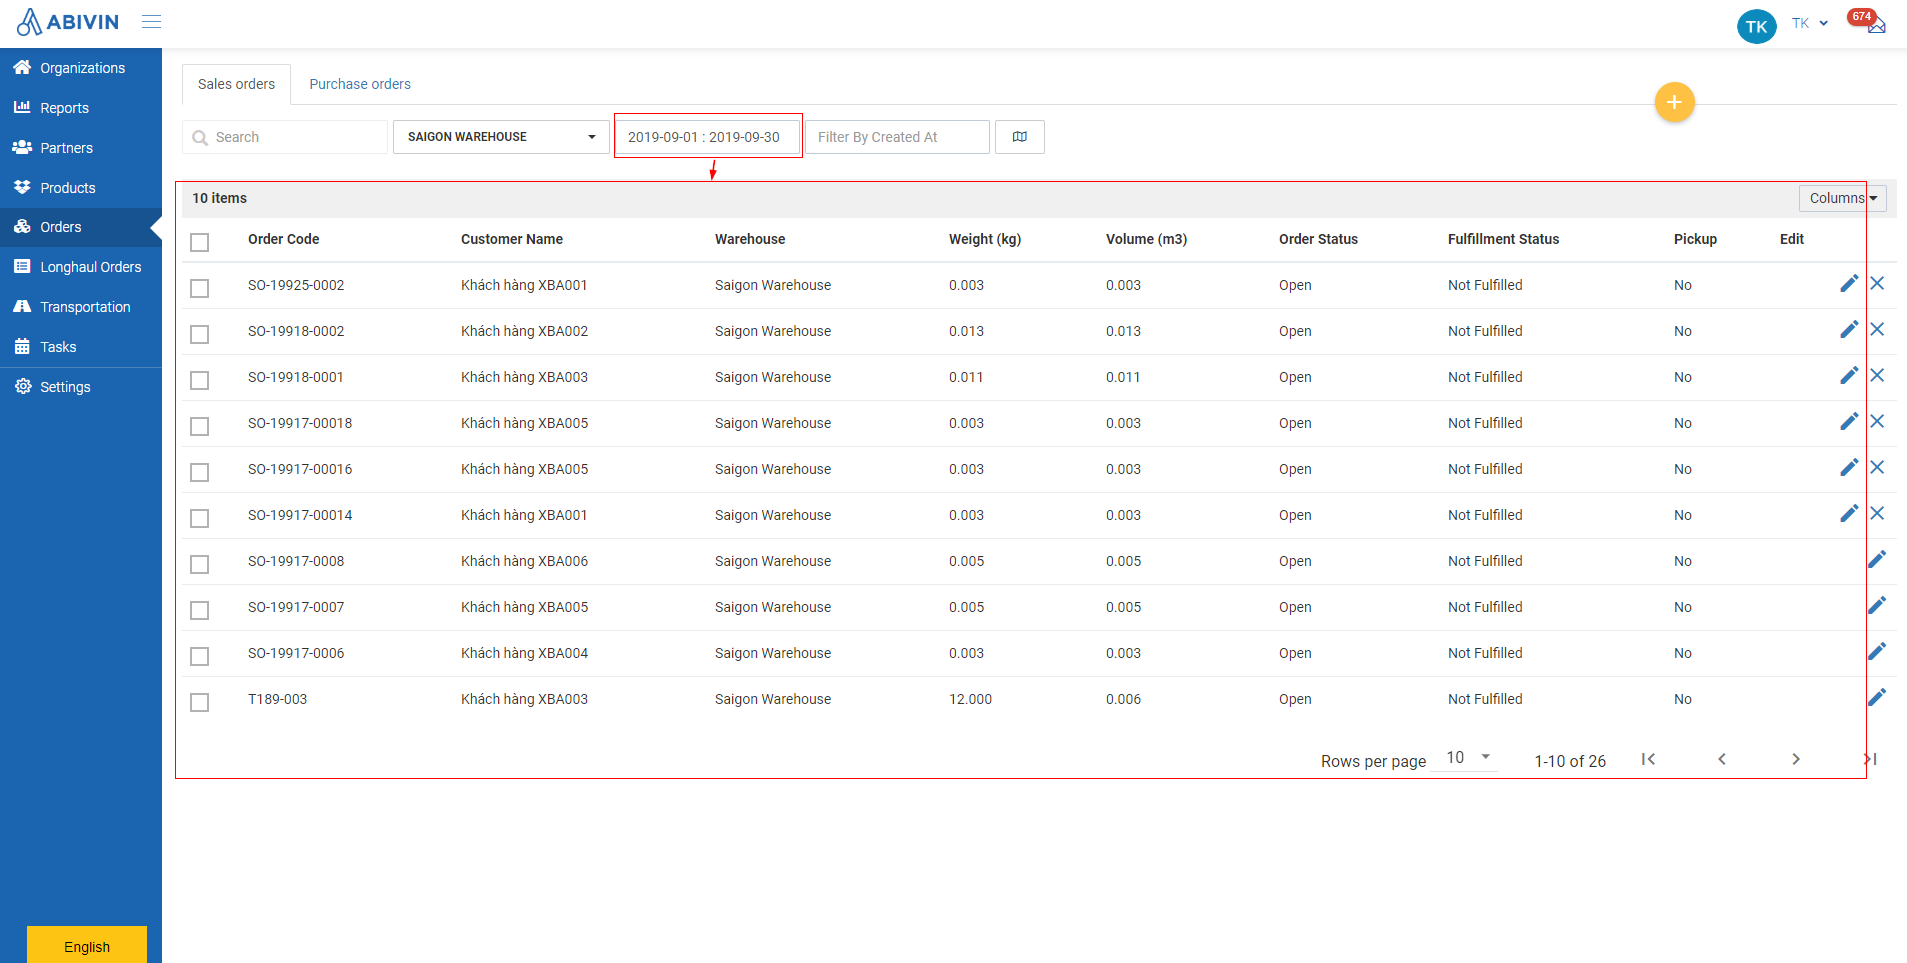 ABIVIN
TK TK 674
Organizations
Reports
Partners
Products
Orders
Longhaul Orders
Transportation
Tasks
Settings
English
Sales orders Purchase orders
+
Search SAIGON WAREHOUSE 2019-09-01 : 2019-09-30 Filter By Created At
10 items Columns
Order Code Customer Name Warehouse Weight (kg) Volume (m3) Order Status Fulfillment Status Pickup Edit
SO-19925-0002 Khách hàng XBA001 Saigon Warehouse 0.003 0.003 Open Not Fulfilled No
SO-19918-0002 Khách hàng XBA002 Saigon Warehouse 0.013 0.013 Open Not Fulfilled No
SO-19918-0001 Khách hàng XBA003 Saigon Warehouse 0.011 0.011 Open Not Fulfilled No
SO-19917-00018 Khách hàng XBA005 Saigon Warehouse 0.003 0.003 Open Not Fulfilled No
SO-19917-00016 Khách hàng XBA005 Saigon Warehouse 0.003 0.003 Open Not Fulfilled No
SO-19917-00014 Khách hàng XBA001 Saigon Warehouse 0.003 0.003 Open Not Fulfilled No
SO-19917-0008 Khách hàng XBA006 Saigon Warehouse 0.005 0.005 Open Not Fulfilled No
SO-19917-0007 Khách hàng XBA005 Saigon Warehouse 0.005 0.005 Open Not Fulfilled No
SO-19917-0006 Khách hàng XBA004 Saigon Warehouse 0.003 0.003 Open Not Fulfilled No
T189-003 Khách hàng XBA003 Saigon Warehouse 12.000 0.006 Open Not Fulfilled No
Rows per page 10 1-10 of 26